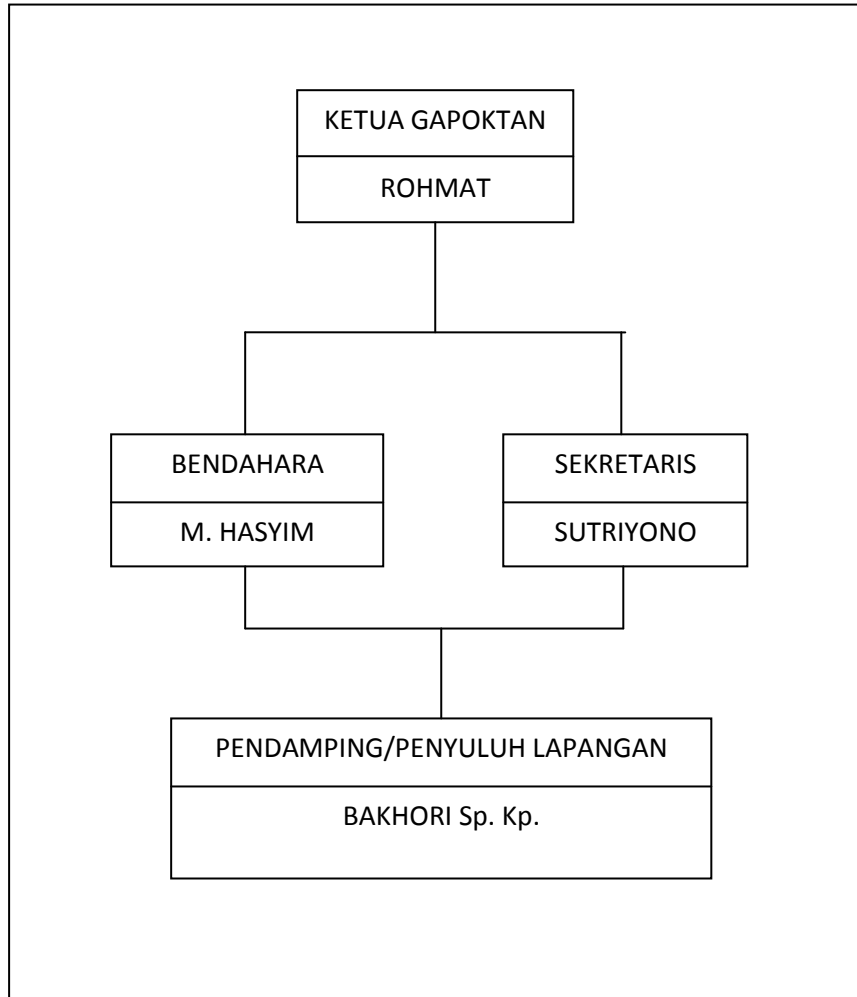 KETUA GAPOKTAN
ROHMAT
BENDAHARA
M. HASYIM
SEKRETARIS
SUTRIYONO
PENDAMPING/PENYULUH LAPANGAN
BAKHORI Sp. Kp.